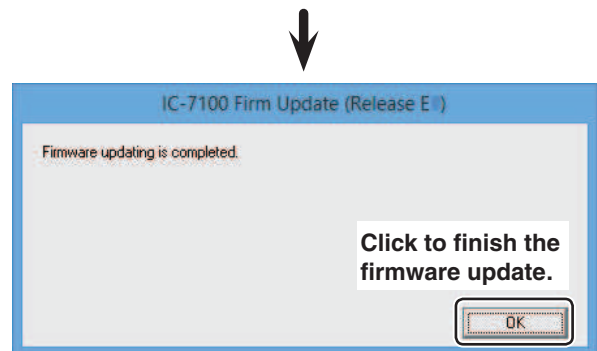 IC-7100 Firm Update (Release E )
Firmware updating is completed.
Click to finish the
firmware update.
OK